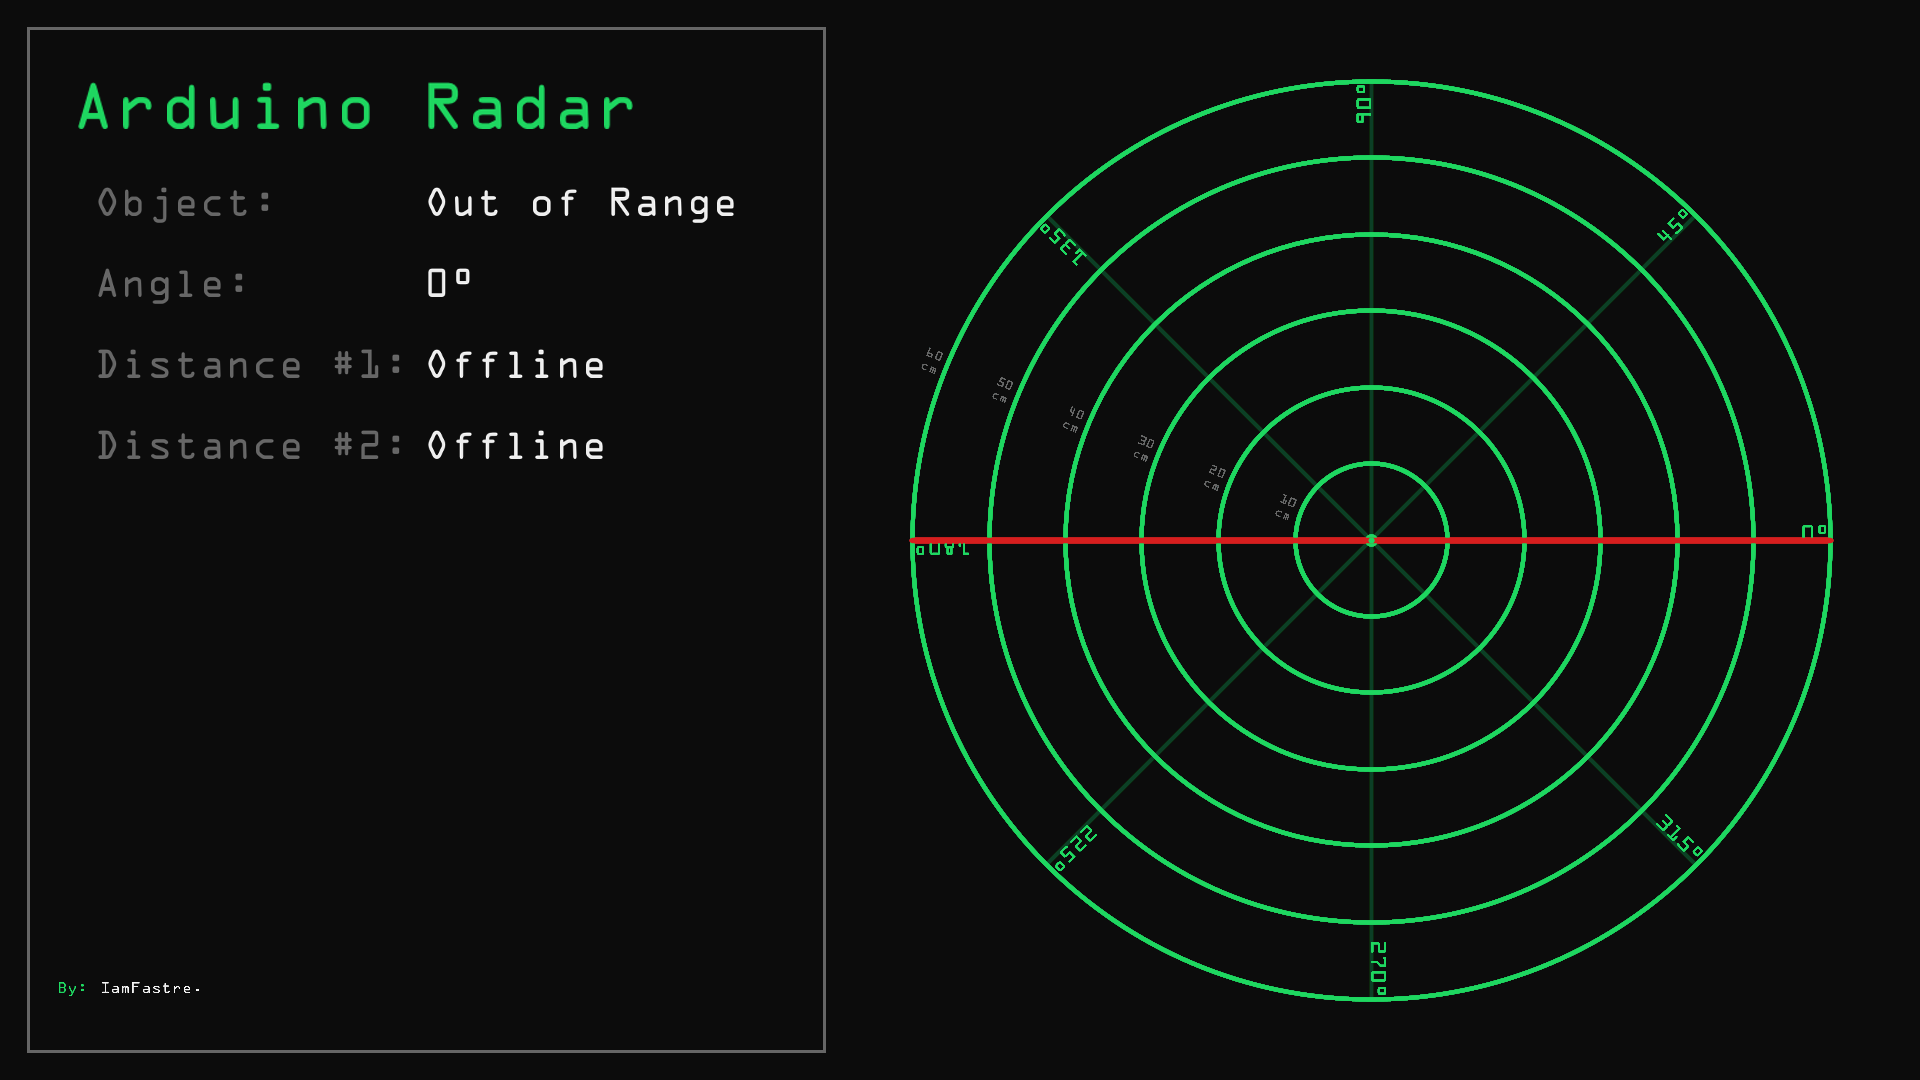 Arduino Radar
Object: Out of Range
Angle: 0°
Distance #1: Offline
Distance #2: Offline
By: IamFastre.
90°
45°
135°
60 cm
50 cm
40 cm
30 cm
20 cm
10 cm
0°
180°
225°
315°
270°